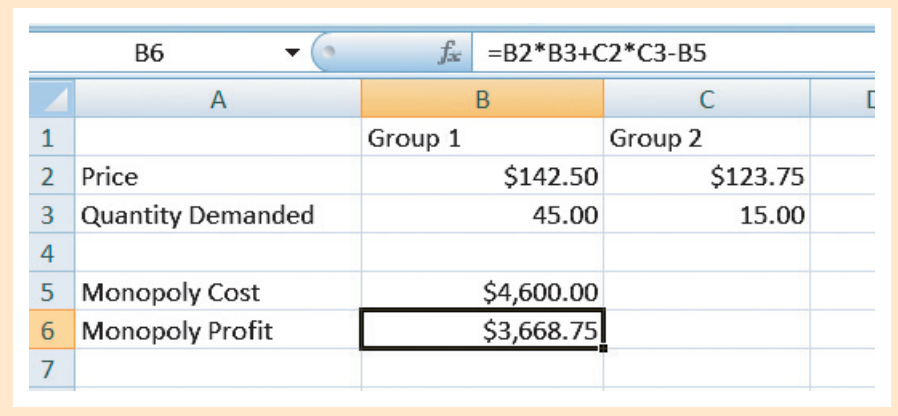 B6 fx =B2*B3+C2*C3-B5
A B C
1 Group 1 Group 2
2 Price $142.50 $123.75
3 Quantity Demanded 45.00 15.00
4
5 Monopoly Cost $4,600.00
6 Monopoly Profit $3,668.75
7